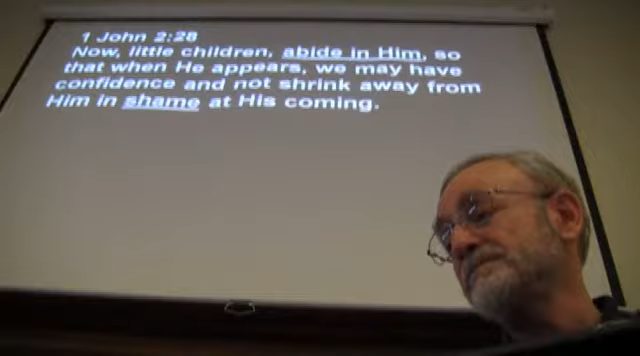 1 John 2:28
Now, little children, abide in Him, so
that when He appears, we may have
confidence and not shrink away from
Him in shame at His coming.